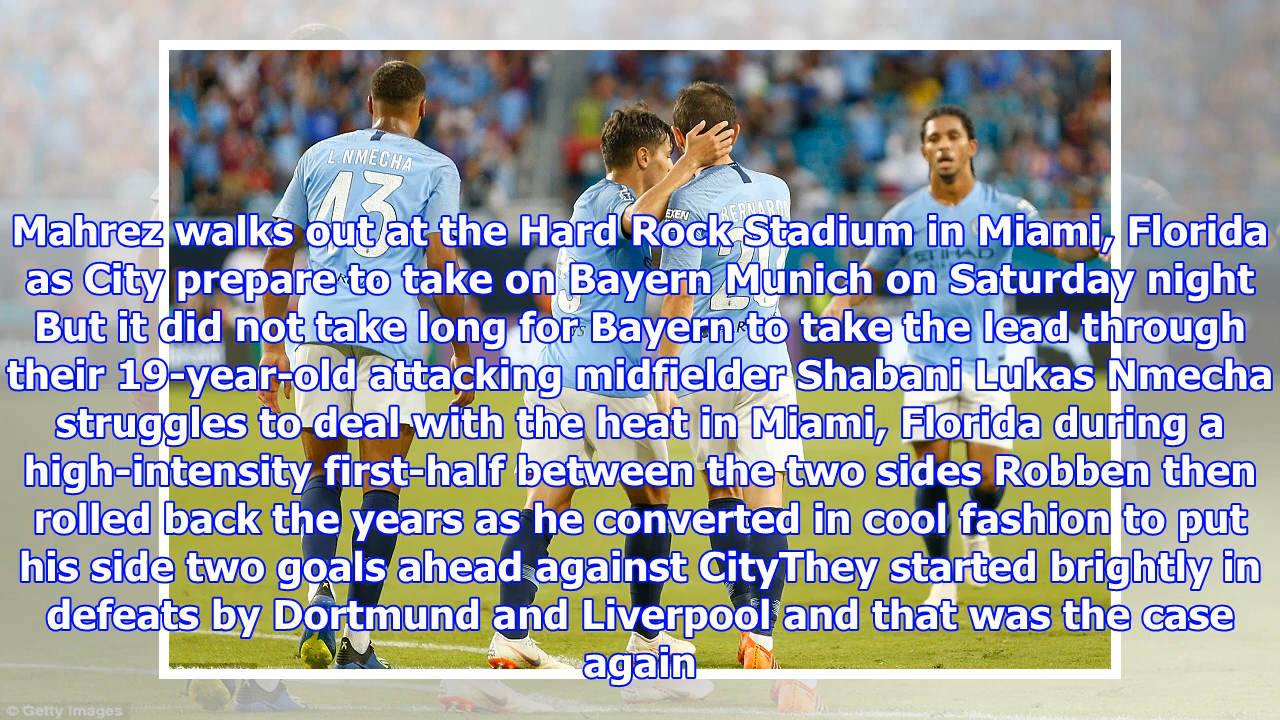 L.NMECHA
43
EXEN
BERNARDO
20
ETIHAD
Mahrez walks out at the Hard Rock Stadium in Miami, Florida
as City prepare to take on Bayern Munich on Saturday night
But it did not take long for Bayern to take the lead through
their 19-year-old attacking midfielder Shabani Lukas Nmecha
struggles to deal with the heat in Miami, Florida during a
high-intensity first-half between the two sides Robben then
rolled back the years as he converted in cool fashion to put
his side two goals ahead against CityThey started brightly in
defeats by Dortmund and Liverpool and that was the case
again
© Getty Images